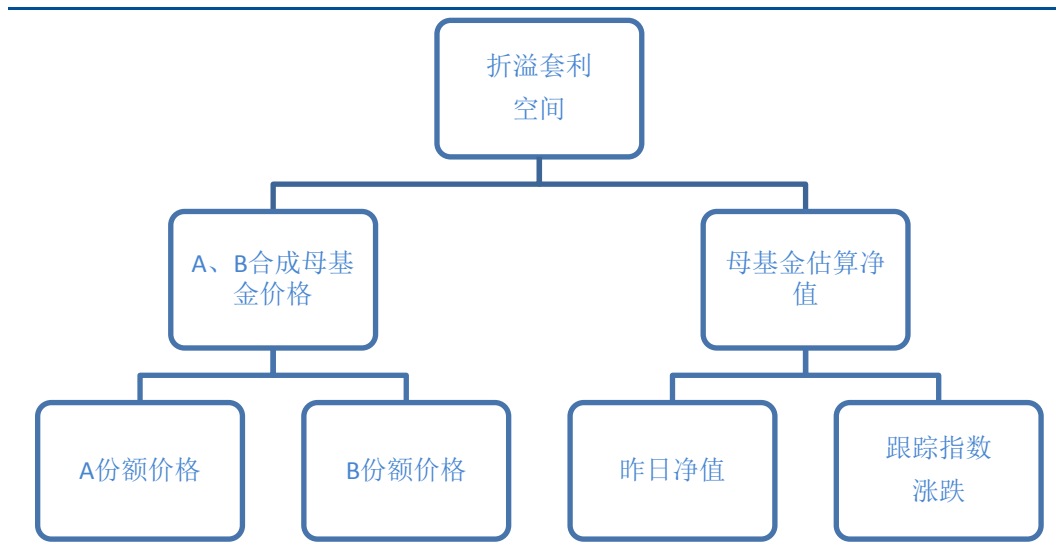 折溢套利
空间
A、B合成母基
金价格
母基金估算净
值
A份额价格
B份额价格
昨日净值
跟踪指数
涨跌